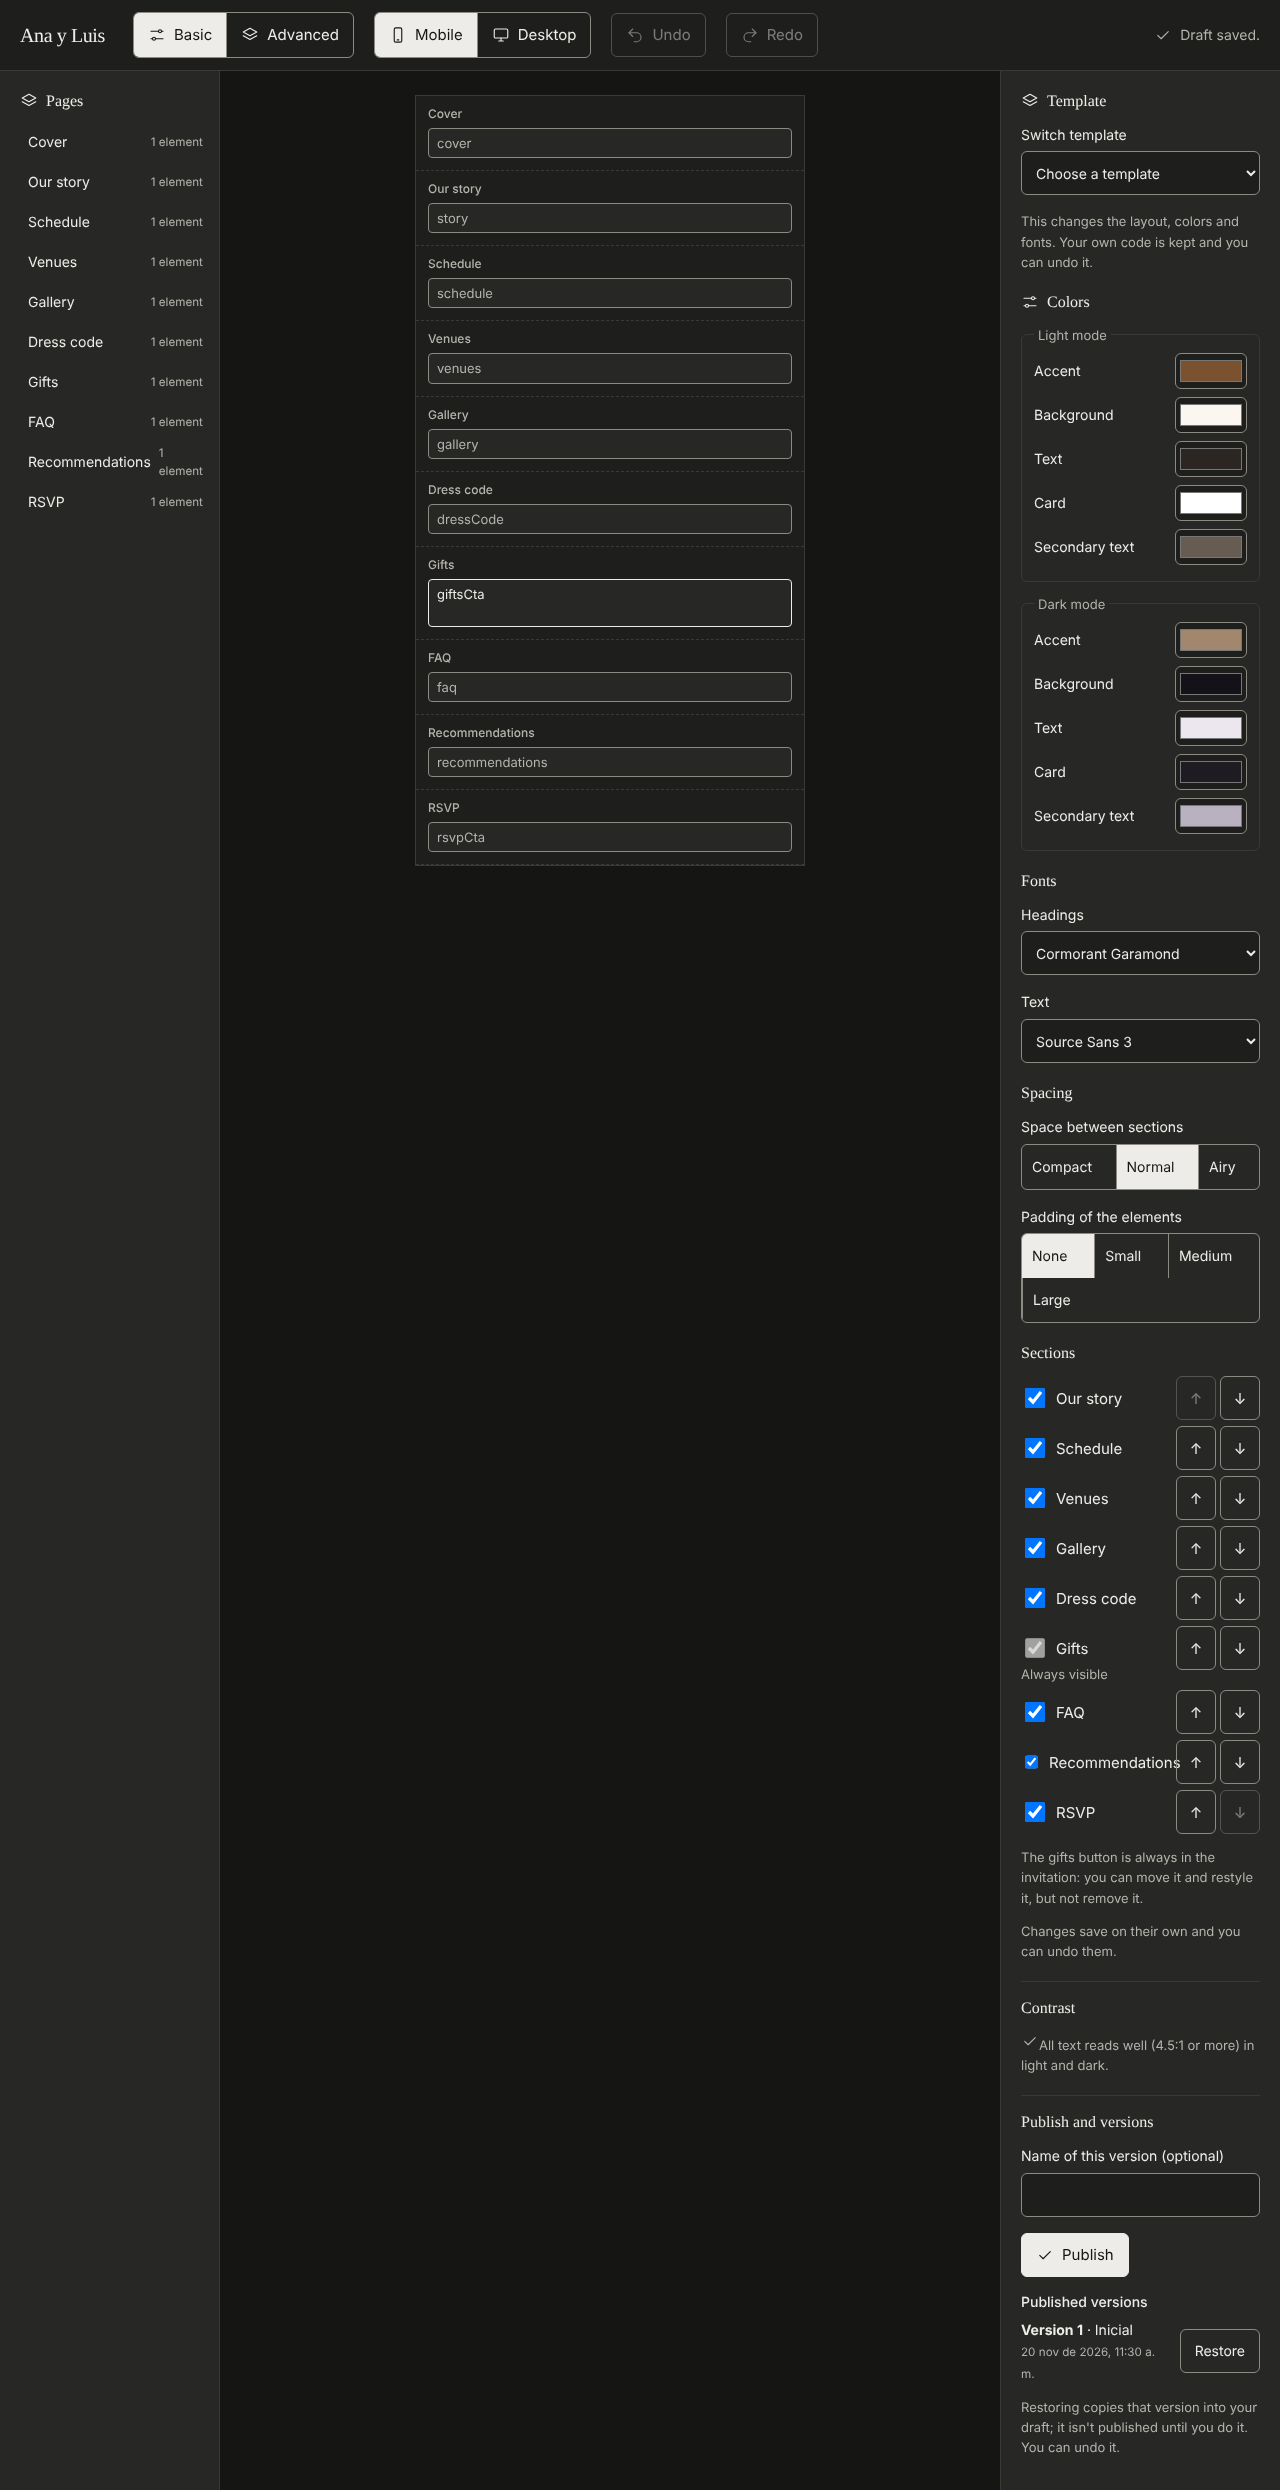 Ana y Luis
Basic
Advanced
Mobile
Desktop
Undo
Redo
Draft saved.
Pages
Cover 1 element
Our story 1 element
Schedule 1 element
Venues 1 element
Gallery 1 element
Dress code 1 element
Gifts 1 element
FAQ 1 element
Recommendations 1
element
RSVP 1 element
Cover
cover
Our story
story
Schedule
schedule
Venues
venues
Gallery
gallery
Dress code
dressCode
Gifts
giftsCta
FAQ
faq
Recommendations
recommendations
RSVP
rsvpCta
Template
Switch template
Choose a template
This changes the layout, colors and
fonts. Your own code is kept and you
can undo it.
Colors
Light mode
Accent
Background
Text
Card
Secondary text
Dark mode
Accent
Background
Text
Card
Secondary text
Fonts
Headings
Cormorant Garamond
Text
Source Sans 3
Spacing
Space between sections
Compact Normal Airy
Padding of the elements
None Small Medium
Large
Sections
Our story ↑ ↓
Schedule ↑ ↓
Venues ↑ ↓
Gallery ↑ ↓
Dress code ↑ ↓
Gifts ↑ ↓
Always visible
FAQ ↑ ↓
Recommendations ↑ ↓
RSVP ↑ ↓
The gifts button is always in the
invitation: you can move it and restyle
it, but not remove it.
Changes save on their own and you
can undo them.
Contrast
All text reads well (4.5:1 or more) in
light and dark.
Publish and versions
Name of this version (optional)
Publish
Published versions
Version 1 · Inicial
20 nov de 2026, 11:30 a.
m.
Restore
Restoring copies that version into your
draft; it isn't published until you do it.
You can undo it.